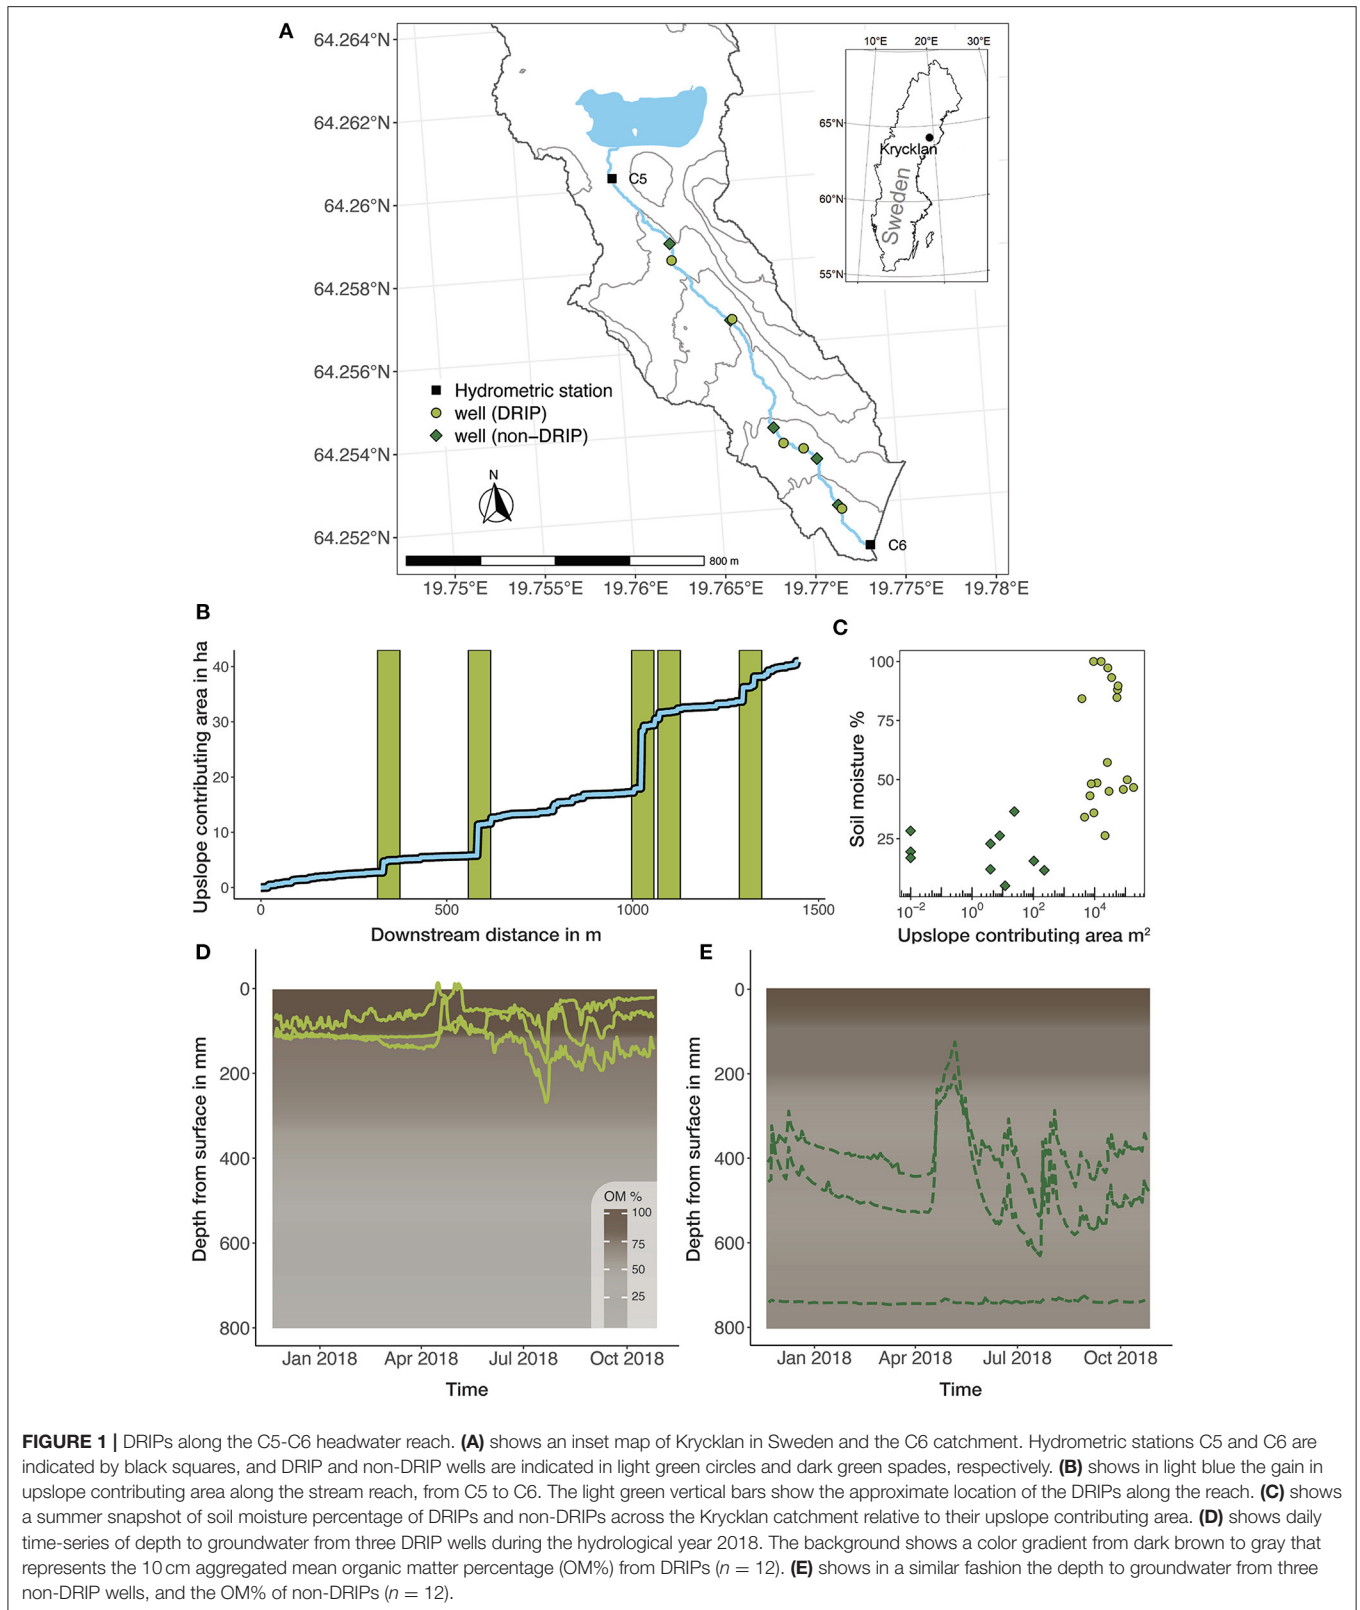 A
64.264°N
64.262°N
64.26°N
64.258°N
64.256°N
64.254°N
64.252°N
10°E 20°E 30°E
65°N
60°N
55°N
Krycklan
Sweden
C5
Hydrometric station
well (DRIP)
well (non–DRIP)
N
C6
800 m
19.75°E 19.755°E 19.76°E 19.765°E 19.77°E 19.775°E 19.78°E
B
Upslope contributing area in ha
40
30
20
10
0
0 500 1000 1500
Downstream distance in m
C
Soil moisture %
100
75
50
25
10⁻² 10⁰ 10² 10⁴
Upslope contributing area m²
D
Depth from surface in mm
0
200
400
600
800
OM %
100
75
50
25
Jan 2018 Apr 2018 Jul 2018 Oct 2018
Time
E
Depth from surface in mm
0
200
400
600
800
Jan 2018 Apr 2018 Jul 2018 Oct 2018
Time
FIGURE 1 | DRIPs along the C5-C6 headwater reach. (A) shows an inset map of Krycklan in Sweden and the C6 catchment. Hydrometric stations C5 and C6 are
indicated by black squares, and DRIP and non-DRIP wells are indicated in light green circles and dark green spades, respectively. (B) shows in light blue the gain in
upslope contributing area along the stream reach, from C5 to C6. The light green vertical bars show the approximate location of the DRIPs along the reach. (C) shows
a summer snapshot of soil moisture percentage of DRIPs and non-DRIPs across the Krycklan catchment relative to their upslope contributing area. (D) shows daily
time-series of depth to groundwater from three DRIP wells during the hydrological year 2018. The background shows a color gradient from dark brown to gray that
represents the 10 cm aggregated mean organic matter percentage (OM%) from DRIPs (n = 12). (E) shows in a similar fashion the depth to groundwater from three
non-DRIP wells, and the OM% of non-DRIPs (n = 12).